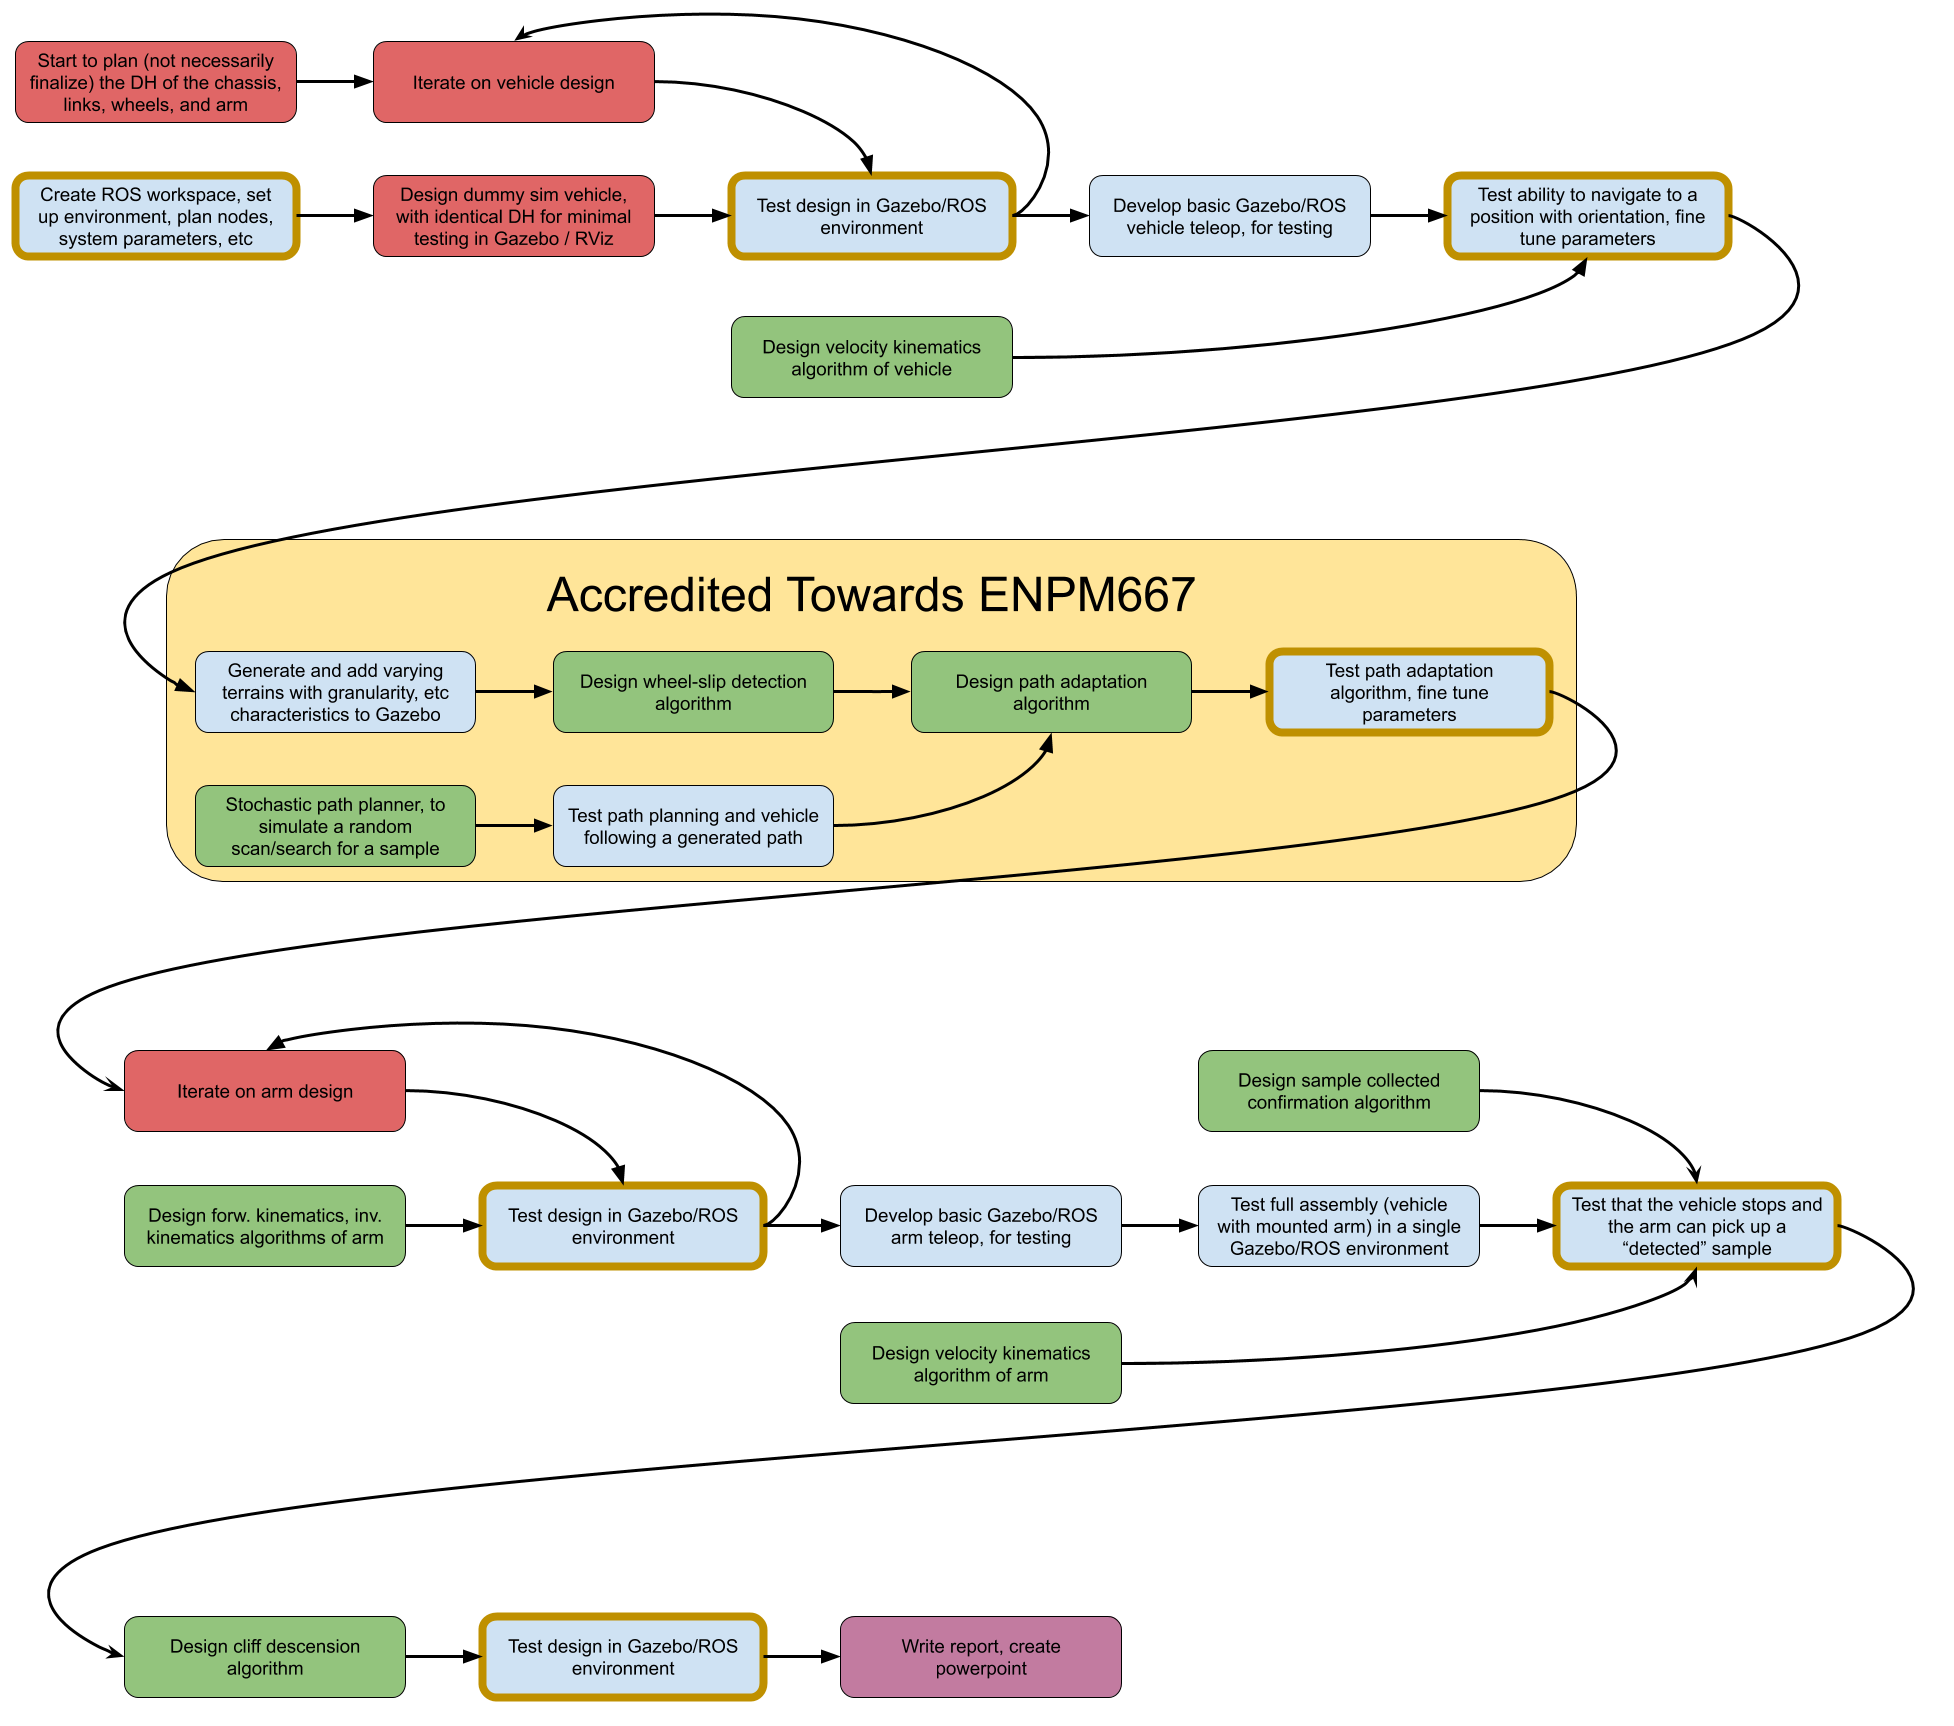 Start to plan (not necessarily
finalize) the DH of the chassis,
links, wheels, and arm
Iterate on vehicle design
Create ROS workspace, set
up environment, plan nodes,
system parameters, etc
Design dummy sim vehicle,
with identical DH for minimal
testing in Gazebo / RViz
Test design in Gazebo/ROS
environment
Develop basic Gazebo/ROS
vehicle teleop, for testing
Test ability to navigate to a
position with orientation, fine
tune parameters
Design velocity kinematics
algorithm of vehicle
Accredited Towards ENPM667
Generate and add varying
terrains with granularity, etc
characteristics to Gazebo
Design wheel-slip detection
algorithm
Design path adaptation
algorithm
Test path adaptation
algorithm, fine tune
parameters
Stochastic path planner, to
simulate a random
scan/search for a sample
Test path planning and vehicle
following a generated path
Iterate on arm design
Design sample collected
confirmation algorithm
Design forw. kinematics, inv.
kinematics algorithms of arm
Test design in Gazebo/ROS
environment
Develop basic Gazebo/ROS
arm teleop, for testing
Test full assembly (vehicle
with mounted arm) in a single
Gazebo/ROS environment
Test that the vehicle stops and
the arm can pick up a
“detected” sample
Design velocity kinematics
algorithm of arm
Design cliff descension
algorithm
Test design in Gazebo/ROS
environment
Write report, create
powerpoint